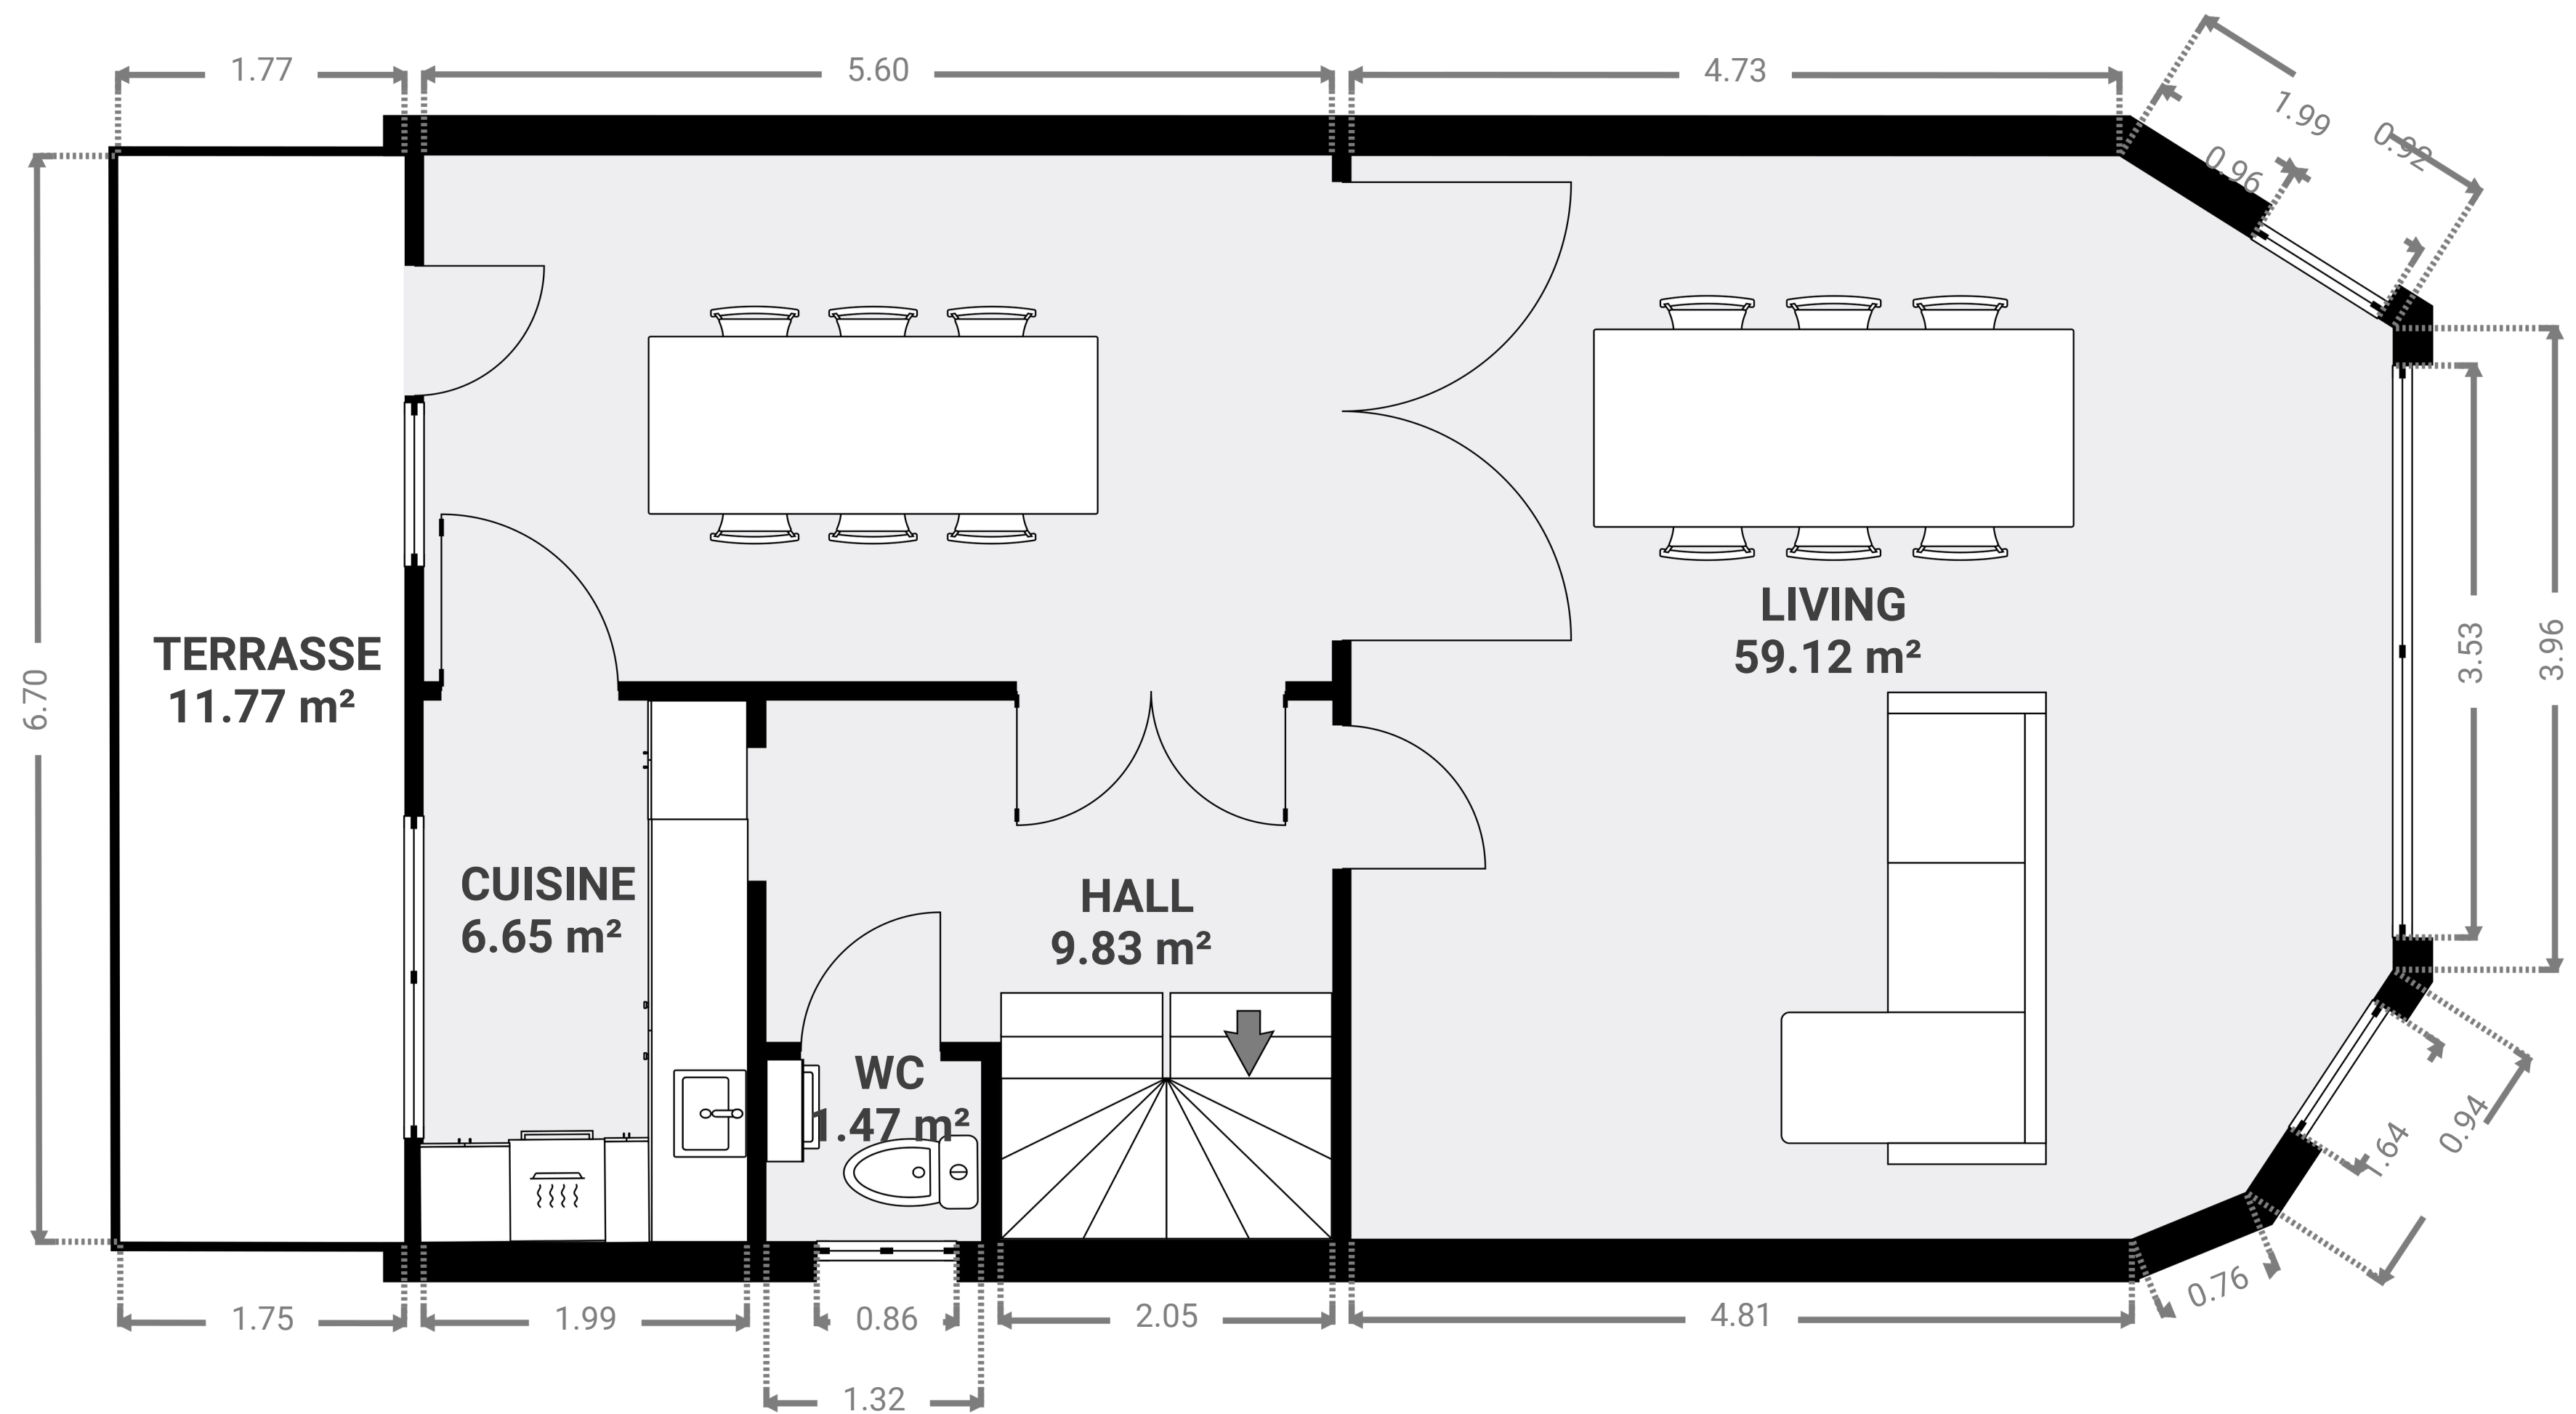 1.77
5.60
4.73
1.99
0.92
0.96
LIVING
59.12 m²
TERRASSE
11.77 m²
6.70
3.53
3.96
CUISINE
6.65 m²
HALL
9.83 m²
WC
1.47 m²
1.64
0.94
0.76
1.75
1.99
0.86
2.05
4.81
1.32